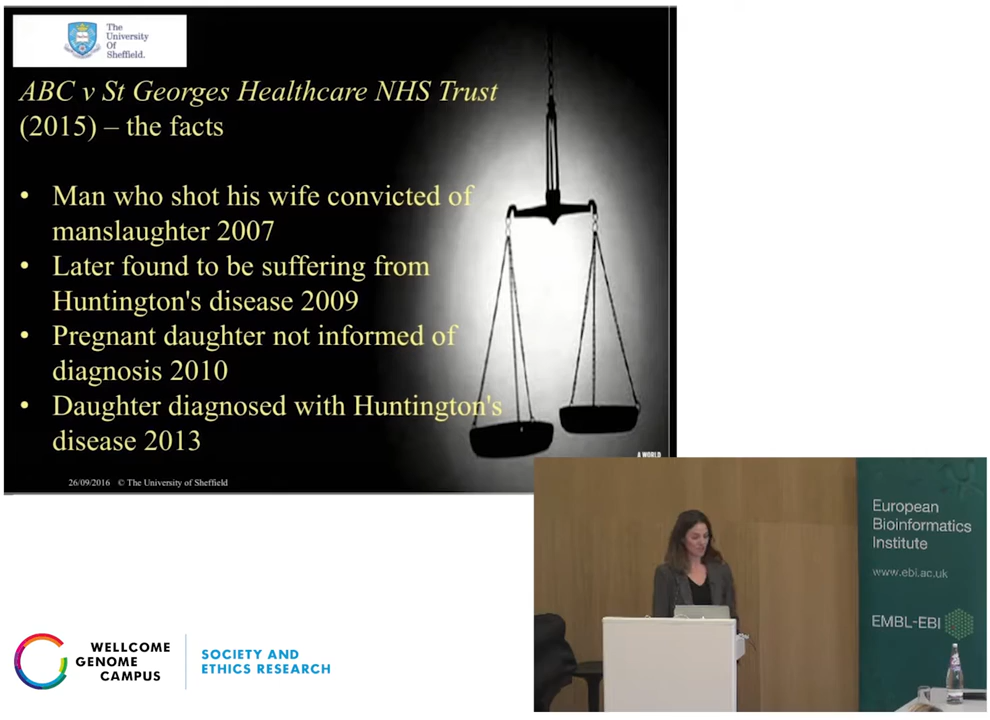 The
University
Of
Sheffield.
ABC v St Georges Healthcare NHS Trust
(2015) – the facts
• Man who shot his wife convicted of
manslaughter 2007
• Later found to be suffering from
Huntington's disease 2009
• Pregnant daughter not informed of
diagnosis 2010
• Daughter diagnosed with Huntington's
disease 2013
A WORLD
26/09/2016 © The University of Sheffield
European
Bioinformatics
Institute
www.ebi.ac.uk
EMBL-EBI
WELLCOME
GENOME
CAMPUS
SOCIETY AND
ETHICS RESEARCH